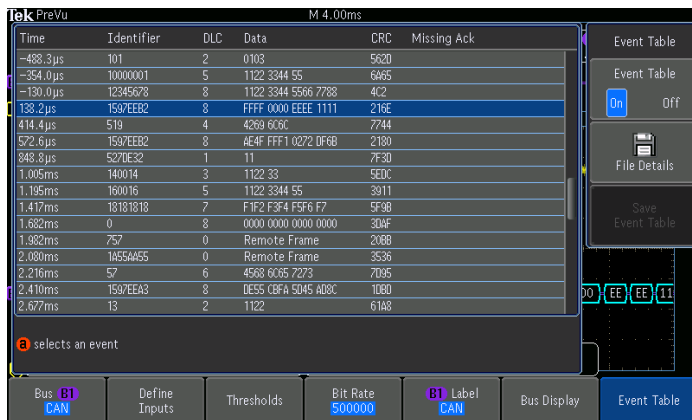 Tek PreVu M 4.00ms
Time Identifier DLC Data CRC Missing Ack
-488.3µs 101 2 0103 562D
-354.0µs 10000001 5 1122 3344 55 6A65
-130.0µs 12345678 8 1122 3344 5566 7788 4C2
138.2µs 1597EEB2 8 FFFF 0000 EEEE 1111 216E
414.4µs 519 4 4269 6C6C 7744
572.6µs 1597EEB2 8 AE4F FFF1 0272 DF6B 2180
848.8µs 527DE32 1 11 7F3D
1.005ms 140014 3 1122 33 5EDC
1.195ms 160016 5 1122 3344 55 3911
1.417ms 18181818 7 F1F2 F3F4 F5F6 F7 5F9B
1.682ms 0 8 0000 0000 0000 0000 3DAF
1.982ms 757 0 Remote Frame 20BB
2.080ms 1A55AA55 0 Remote Frame 3536
2.216ms 57 6 4568 6C65 7273 7D95
2.410ms 1597EEA3 8 DE55 CBFA 5D45 AD8C 1DBD
2.677ms 13 2 1122 61A8
a selects an event
Event Table
Event Table
On Off
File Details
Save
Event Table
EE EE 11
Bus B1
CAN
Define
Inputs
Thresholds
Bit Rate
500000
B1 Label
CAN
Bus Display
Event Table